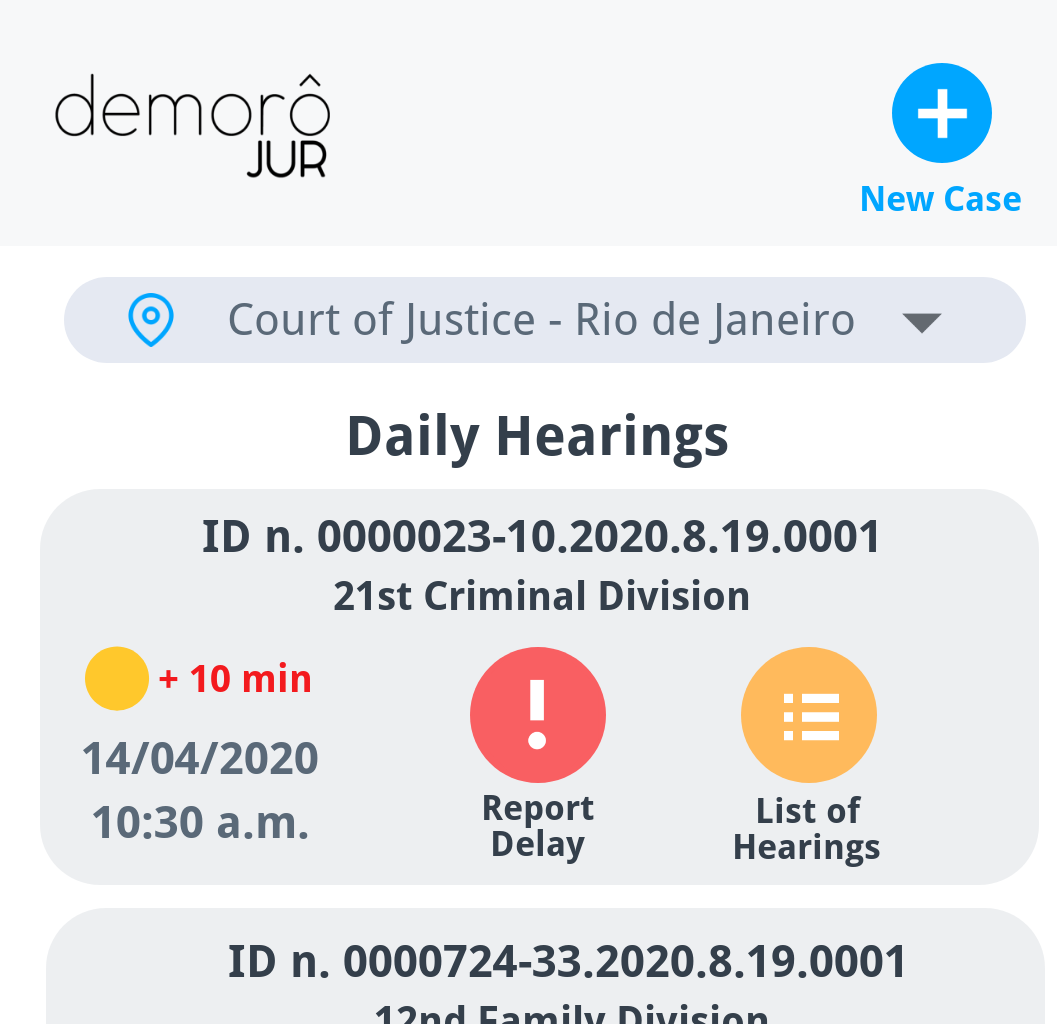 demorô
JUR
New Case
Court of Justice - Rio de Janeiro
Daily Hearings
ID n. 0000023-10.2020.8.19.0001
21st Criminal Division
+ 10 min
14/04/2020
10:30 a.m.
Report
Delay
List of
Hearings
ID n. 0000724-33.2020.8.19.0001
12nd Family Division